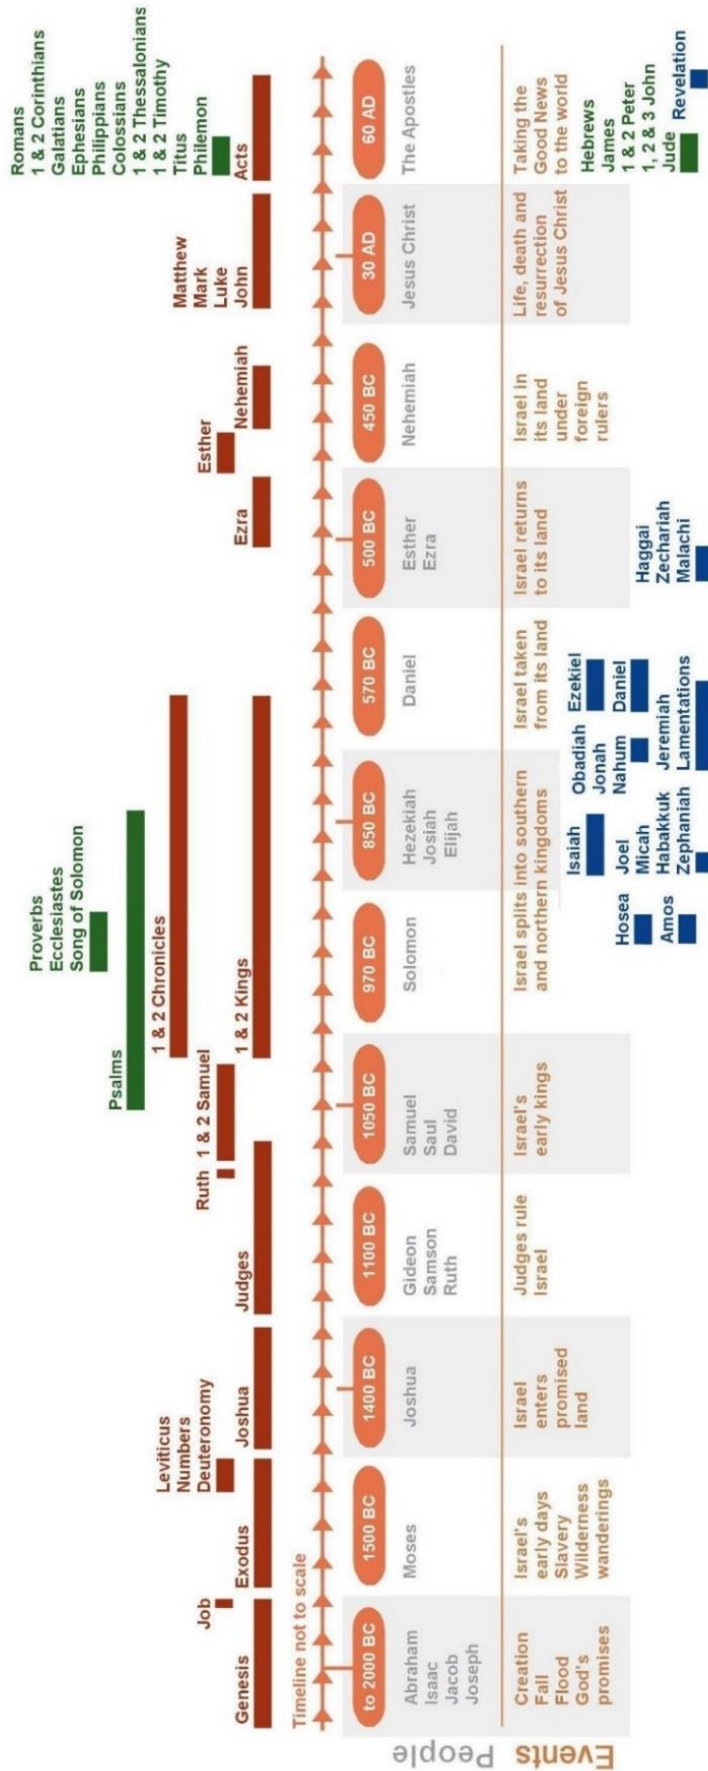 Proverbs
Ecclesiastes
Song of Solomon
Psalms
1 & 2 Chronicles
Leviticus
Numbers
Deuteronomy
Job
Ruth
1 & 2 Samuel
Esther
Matthew
Mark
Luke
John
Romans
1 & 2 Corinthians
Galatians
Ephesians
Philippians
Colossians
1 & 2 Thessalonians
1 & 2 Timothy
Titus
Philemon
Genesis
Exodus
Joshua
Judges
1 & 2 Kings
Ezra
Nehemiah
Acts
Timeline not to scale
to 2000 BC
1500 BC
1400 BC
1100 BC
1050 BC
970 BC
850 BC
570 BC
500 BC
450 BC
30 AD
60 AD
People
Abraham
Isaac
Jacob
Joseph
Moses
Joshua
Gideon
Samson
Ruth
Samuel
Saul
David
Solomon
Hezekiah
Josiah
Elijah
Daniel
Esther
Ezra
Nehemiah
Jesus Christ
The Apostles
Events
Creation
Fall
Flood
God's
promises
Israel's
early days
Slavery
Wilderness
wanderings
Israel
enters
promised
land
Judges rule
Israel
Israel's
early kings
Israel splits into southern
and northern kingdoms
Israel taken
from its land
Israel returns
to its land
Israel in
its land
under
foreign
rulers
Life, death and
resurrection
of Jesus Christ
Taking the
Good News
to the world
Hosea
Amos
Isaiah
Joel
Micah
Habakkuk
Zephaniah
Obadiah
Jonah
Nahum
Jeremiah
Lamentations
Ezekiel
Daniel
Haggai
Zechariah
Malachi
Hebrews
James
1 & 2 Peter
1, 2 & 3 John
Jude
Revelation